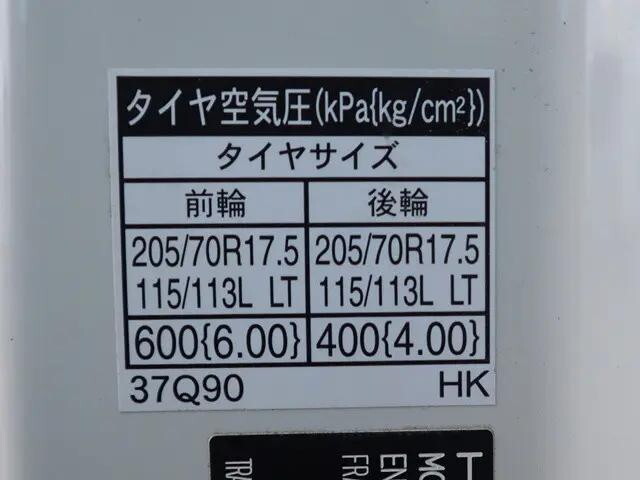 タイヤ空気圧(kPa{kg/cm²})
タイヤサイズ
前輪 後輪
205/70R17.5 205/70R17.5
115/113L LT 115/113L LT
600{6.00} 400{4.00}
37Q90 HK